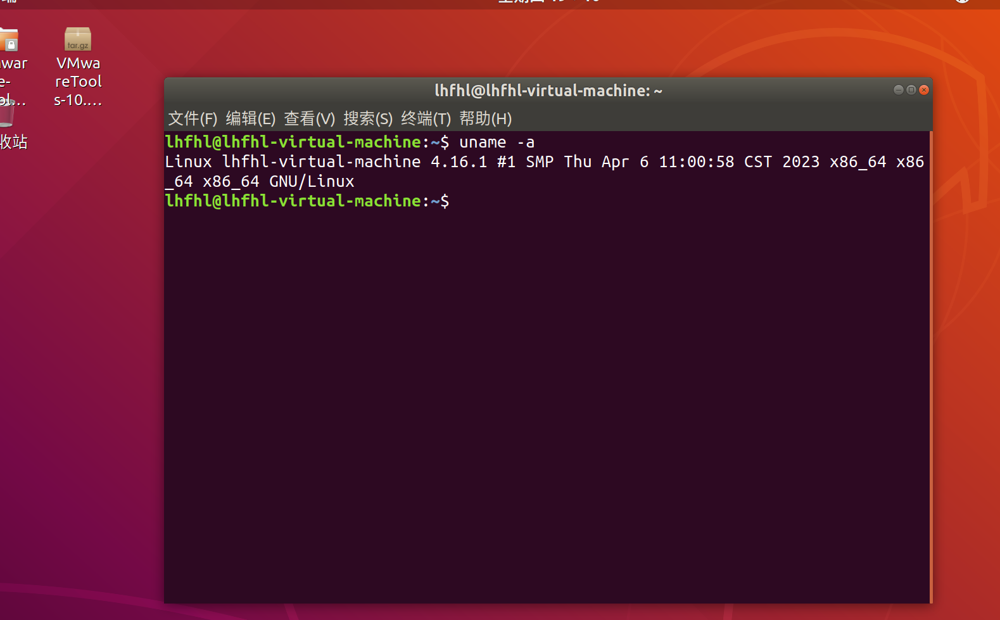 tar.gz
VMwa
reTool
s-10.…
收站
lhfhl@lhfhl-virtual-machine: ~
文件(F) 编辑(E) 查看(V) 搜索(S) 终端(T) 帮助(H)
lhfhl@lhfhl-virtual-machine:~$ uname -a
Linux lhfhl-virtual-machine 4.16.1 #1 SMP Thu Apr 6 11:00:58 CST 2023 x86_64 x86
_64 x86_64 GNU/Linux
lhfhl@lhfhl-virtual-machine:~$